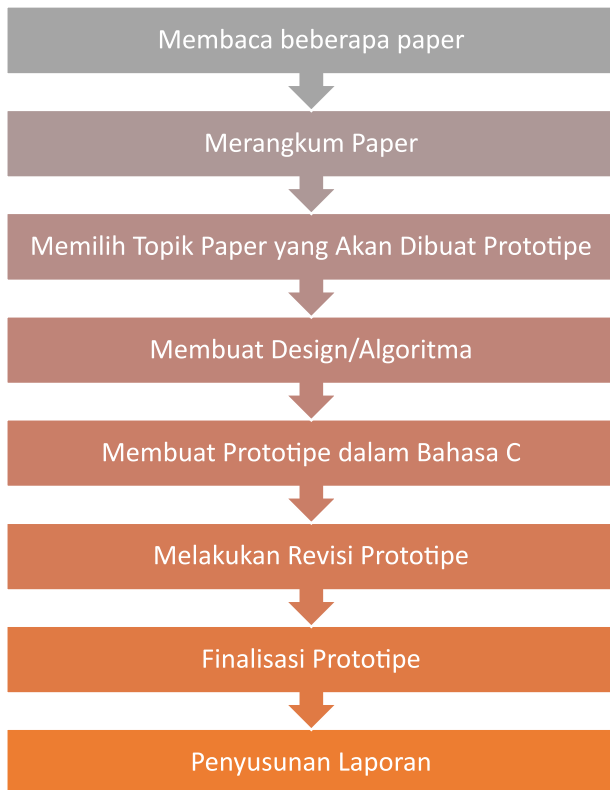 Membaca beberapa paper
Merangkum Paper
Memilih Topik Paper yang Akan Dibuat Prototipe
Membuat Design/Algoritma
Membuat Prototipe dalam Bahasa C
Melakukan Revisi Prototipe
Finalisasi Prototipe
Penyusunan Laporan